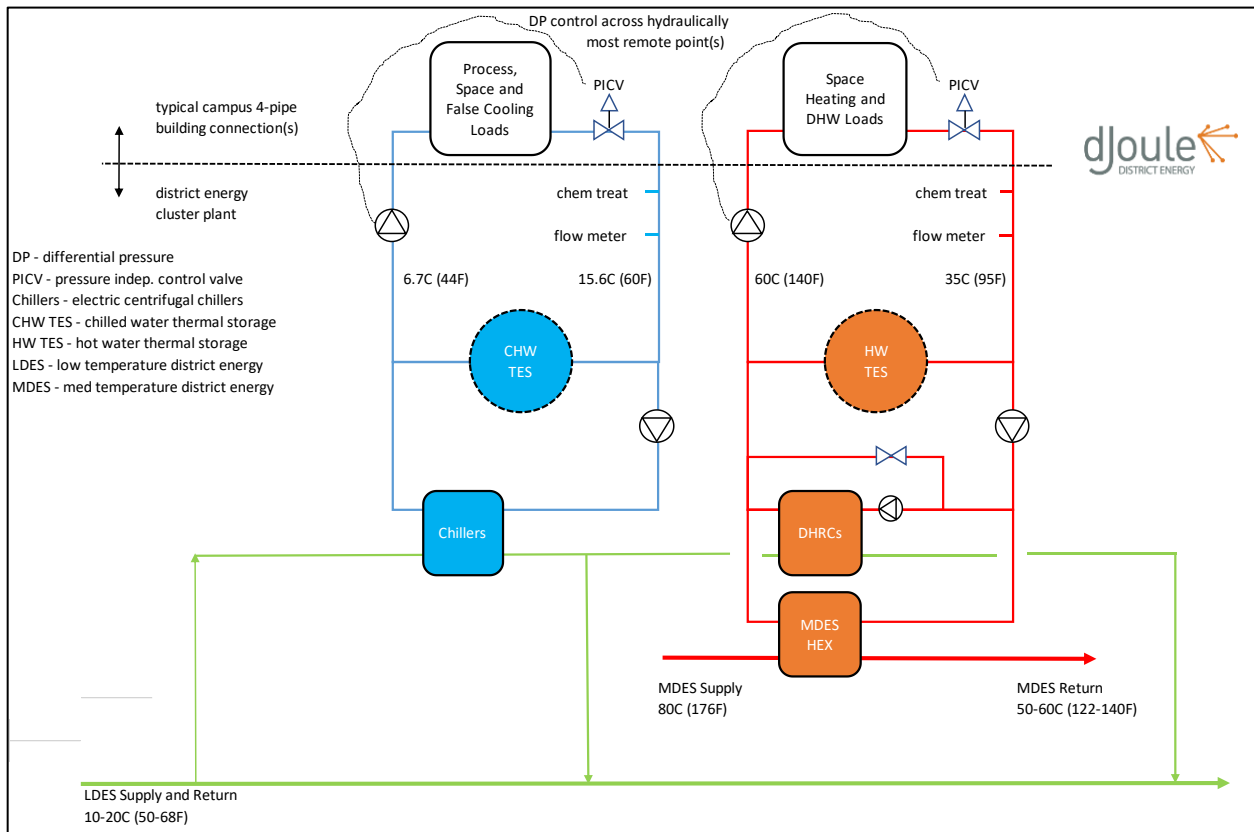 DP control across hydraulically
most remote point(s)
Process,
Space and
False Cooling
Loads
PICV
Space
Heating and
DHW Loads
PICV
typical campus 4-pipe
building connection(s)
djoule
DISTRICT ENERGY
district energy
cluster plant
chem treat
chem treat
flow meter
flow meter
DP - differential pressure
PICV - pressure indep. control valve
Chillers - electric centrifugal chillers
CHW TES - chilled water thermal storage
HW TES - hot water thermal storage
LDES - low temperature district energy
MDES - med temperature district energy
6.7C (44F)
15.6C (60F)
60C (140F)
35C (95F)
CHW
TES
HW
TES
Chillers
DHRCs
MDES
HEX
MDES Supply
80C (176F)
MDES Return
50-60C (122-140F)
LDES Supply and Return
10-20C (50-68F)